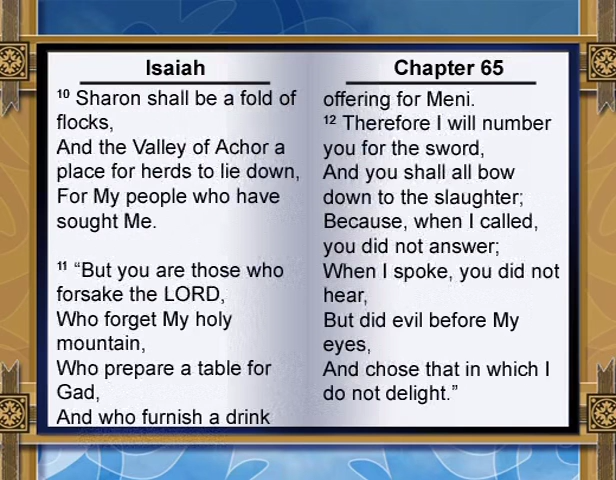 Isaiah
¹⁰ Sharon shall be a fold of
flocks,
And the Valley of Achor a
place for herds to lie down,
For My people who have
sought Me.
¹¹ “But you are those who
forsake the LORD,
Who forget My holy
mountain,
Who prepare a table for
Gad,
And who furnish a drink
Chapter 65
offering for Meni.
¹² Therefore I will number
you for the sword,
And you shall all bow
down to the slaughter;
Because, when I called,
you did not answer;
When I spoke, you did not
hear,
But did evil before My
eyes,
And chose that in which I
do not delight.”